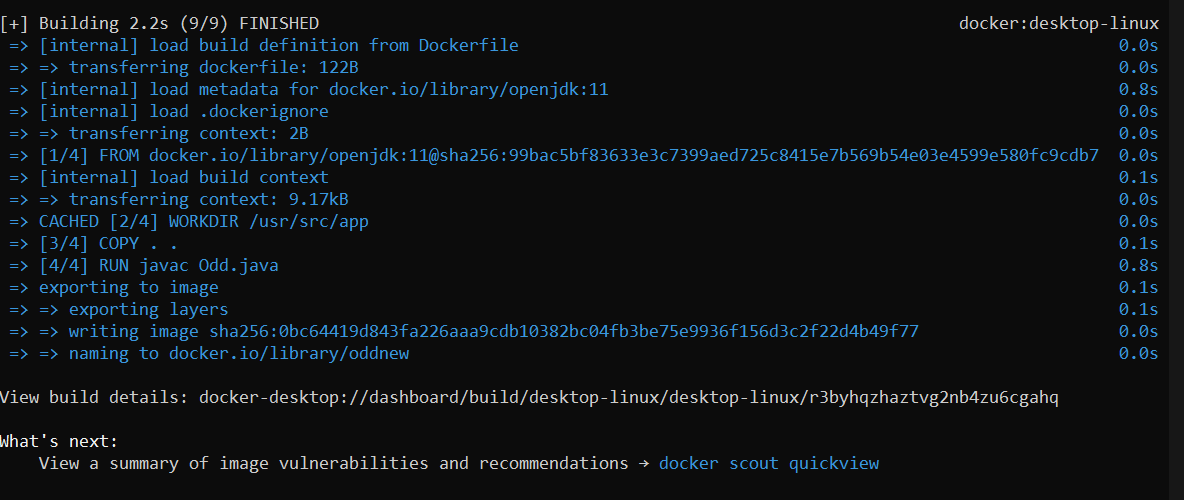 [+] Building 2.2s (9/9) FINISHED docker:desktop-linux
=> [internal] load build definition from Dockerfile 0.0s
=> => transferring dockerfile: 122B 0.0s
=> [internal] load metadata for docker.io/library/openjdk:11 0.8s
=> [internal] load .dockerignore 0.0s
=> => transferring context: 2B 0.0s
=> [1/4] FROM docker.io/library/openjdk:11@sha256:99bac5bf83633e3c7399aed725c8415e7b569b54e03e4599e580fc9cdb7 0.0s
=> [internal] load build context 0.1s
=> => transferring context: 9.17kB 0.0s
=> CACHED [2/4] WORKDIR /usr/src/app 0.0s
=> [3/4] COPY . . 0.1s
=> [4/4] RUN javac Odd.java 0.8s
=> exporting to image 0.1s
=> => exporting layers 0.1s
=> => writing image sha256:0bc64419d843fa226aaa9cdb10382bc04fb3be75e9936f156d3c2f22d4b49f77 0.0s
=> => naming to docker.io/library/oddnew 0.0s
View build details: docker-desktop://dashboard/build/desktop-linux/desktop-linux/r3byhqzhaztvg2nb4zu6cgahq
What's next:
View a summary of image vulnerabilities and recommendations → docker scout quickview